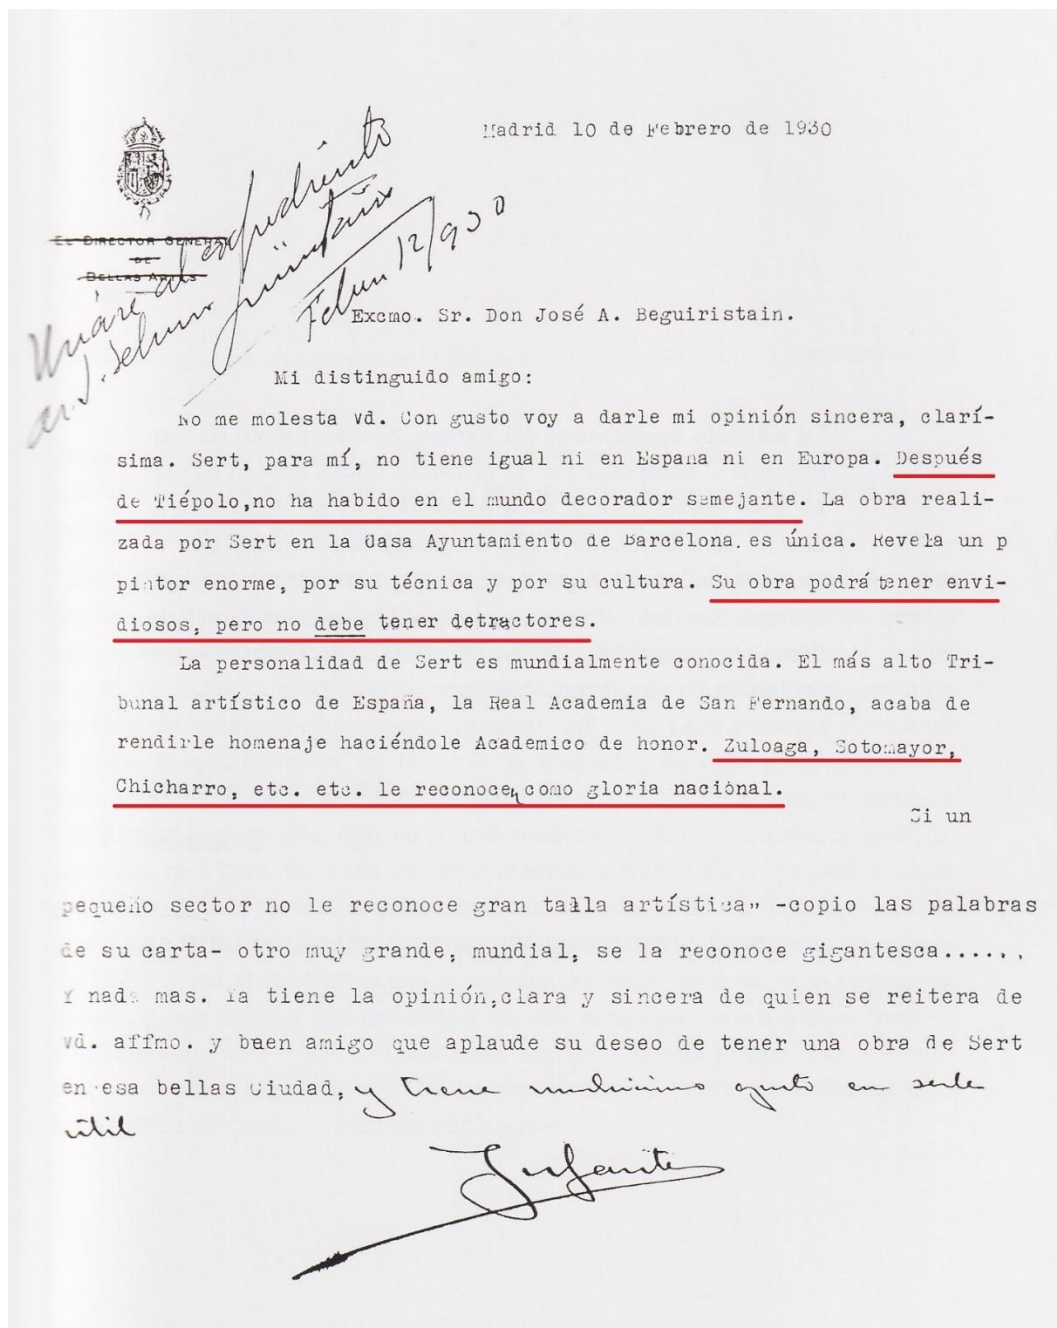 Madrid 10 de Febrero de 1930
EL DIRECTOR GENERAL
DE
BELLAS ARTES
al expediente
Febr 12/930
Excmo. Sr. Don José A. Beguiristain.
Mi distinguido amigo:
No me molesta vd. Con gusto voy a darle mi opinión sincera, clarí-
sima. Sert, para mí, no tiene igual ni en España ni en Europa. Después
de Tiépolo,no ha habido en el mundo decorador semejante. La obra reali-
zada por Sert en la Casa Ayuntamiento de Barcelona.es única. Revela un p
pintor enorme, por su técnica y por su cultura. Su obra podrá tener envi-
diosos, pero no debe tener detractores.
La personalidad de Sert es mundialmente conocida. El más alto Tri-
bunal artístico de España, la Real Academia de San Fernando, acaba de
rendirle homenaje haciéndole Academico de honor. Zuloaga, Sotomayor,
Chicharro, etc. etc. le reconocen como gloria naciónal.
Si un
pequeño sector no le reconoce gran talla artística" -copio las palabras
de su carta- otro muy grande, mundial, se la reconoce gigantesca......
Y nada mas. Ya tiene la opinión,clara y sincera de quien se reitera de
vd. affmo. y buen amigo que aplaude su deseo de tener una obra de Sert
en esa bellas Ciudad, y tiene muchisimo gusto en serle
útil
Infantes